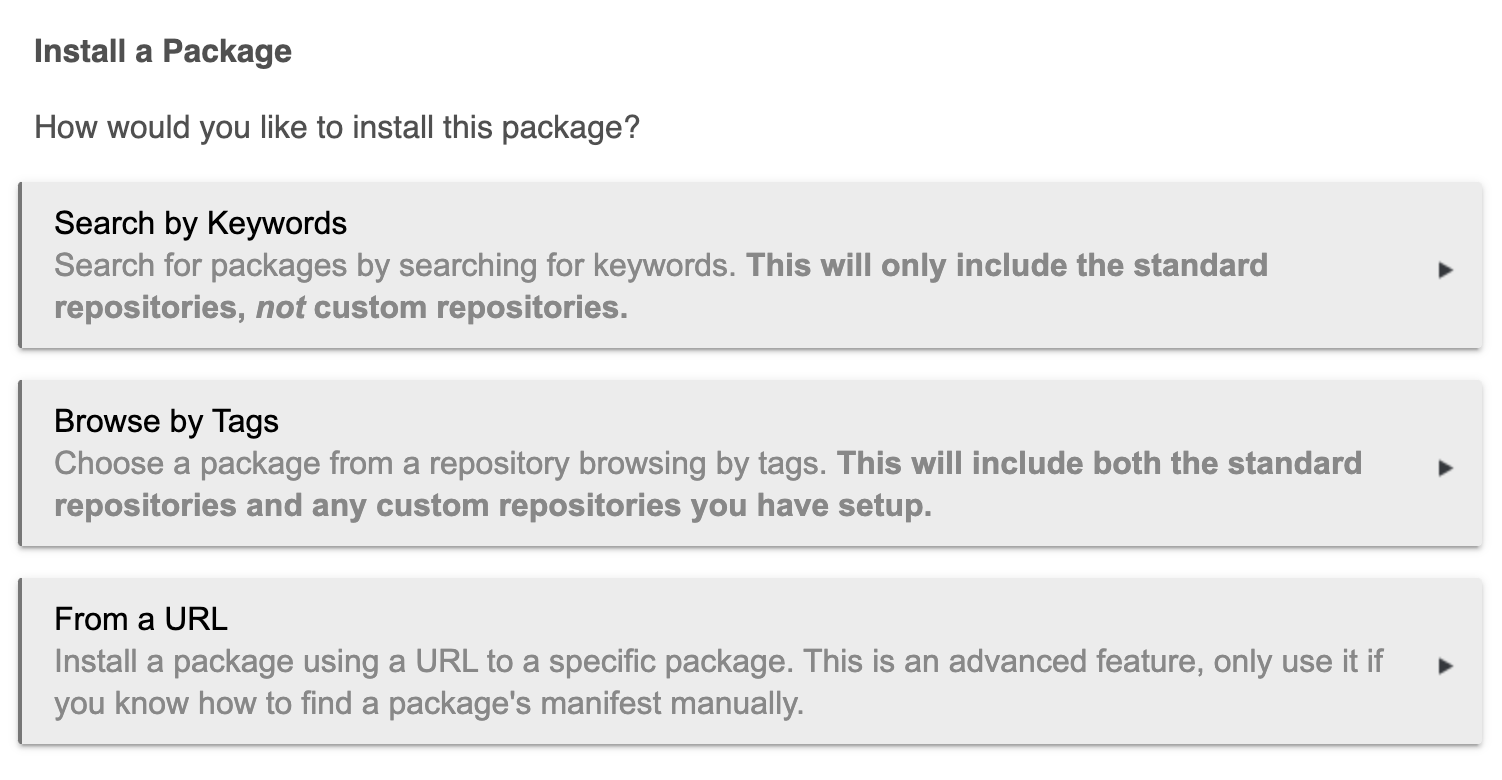 Install a Package
How would you like to install this package?
Search by Keywords
Search for packages by searching for keywords. This will only include the standard
repositories, not custom repositories.
Browse by Tags
Choose a package from a repository browsing by tags. This will include both the standard
repositories and any custom repositories you have setup.
From a URL
Install a package using a URL to a specific package. This is an advanced feature, only use it if
you know how to find a package's manifest manually.